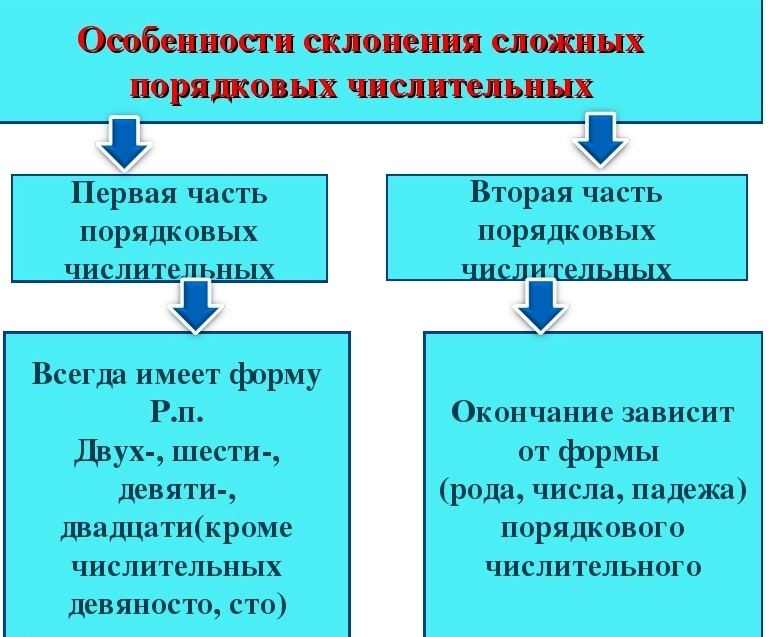 Особенности склонения сложных
порядковых числительных
Первая часть
порядковых
числительных
Вторая часть
порядковых
числительных
Всегда имеет форму
Р.п.
Двух-, шести-,
девяти-,
двадцати(кроме
числительных
девяносто, сто)
Окончание зависит
от формы
(рода, числа, падежа)
порядкового
числительного